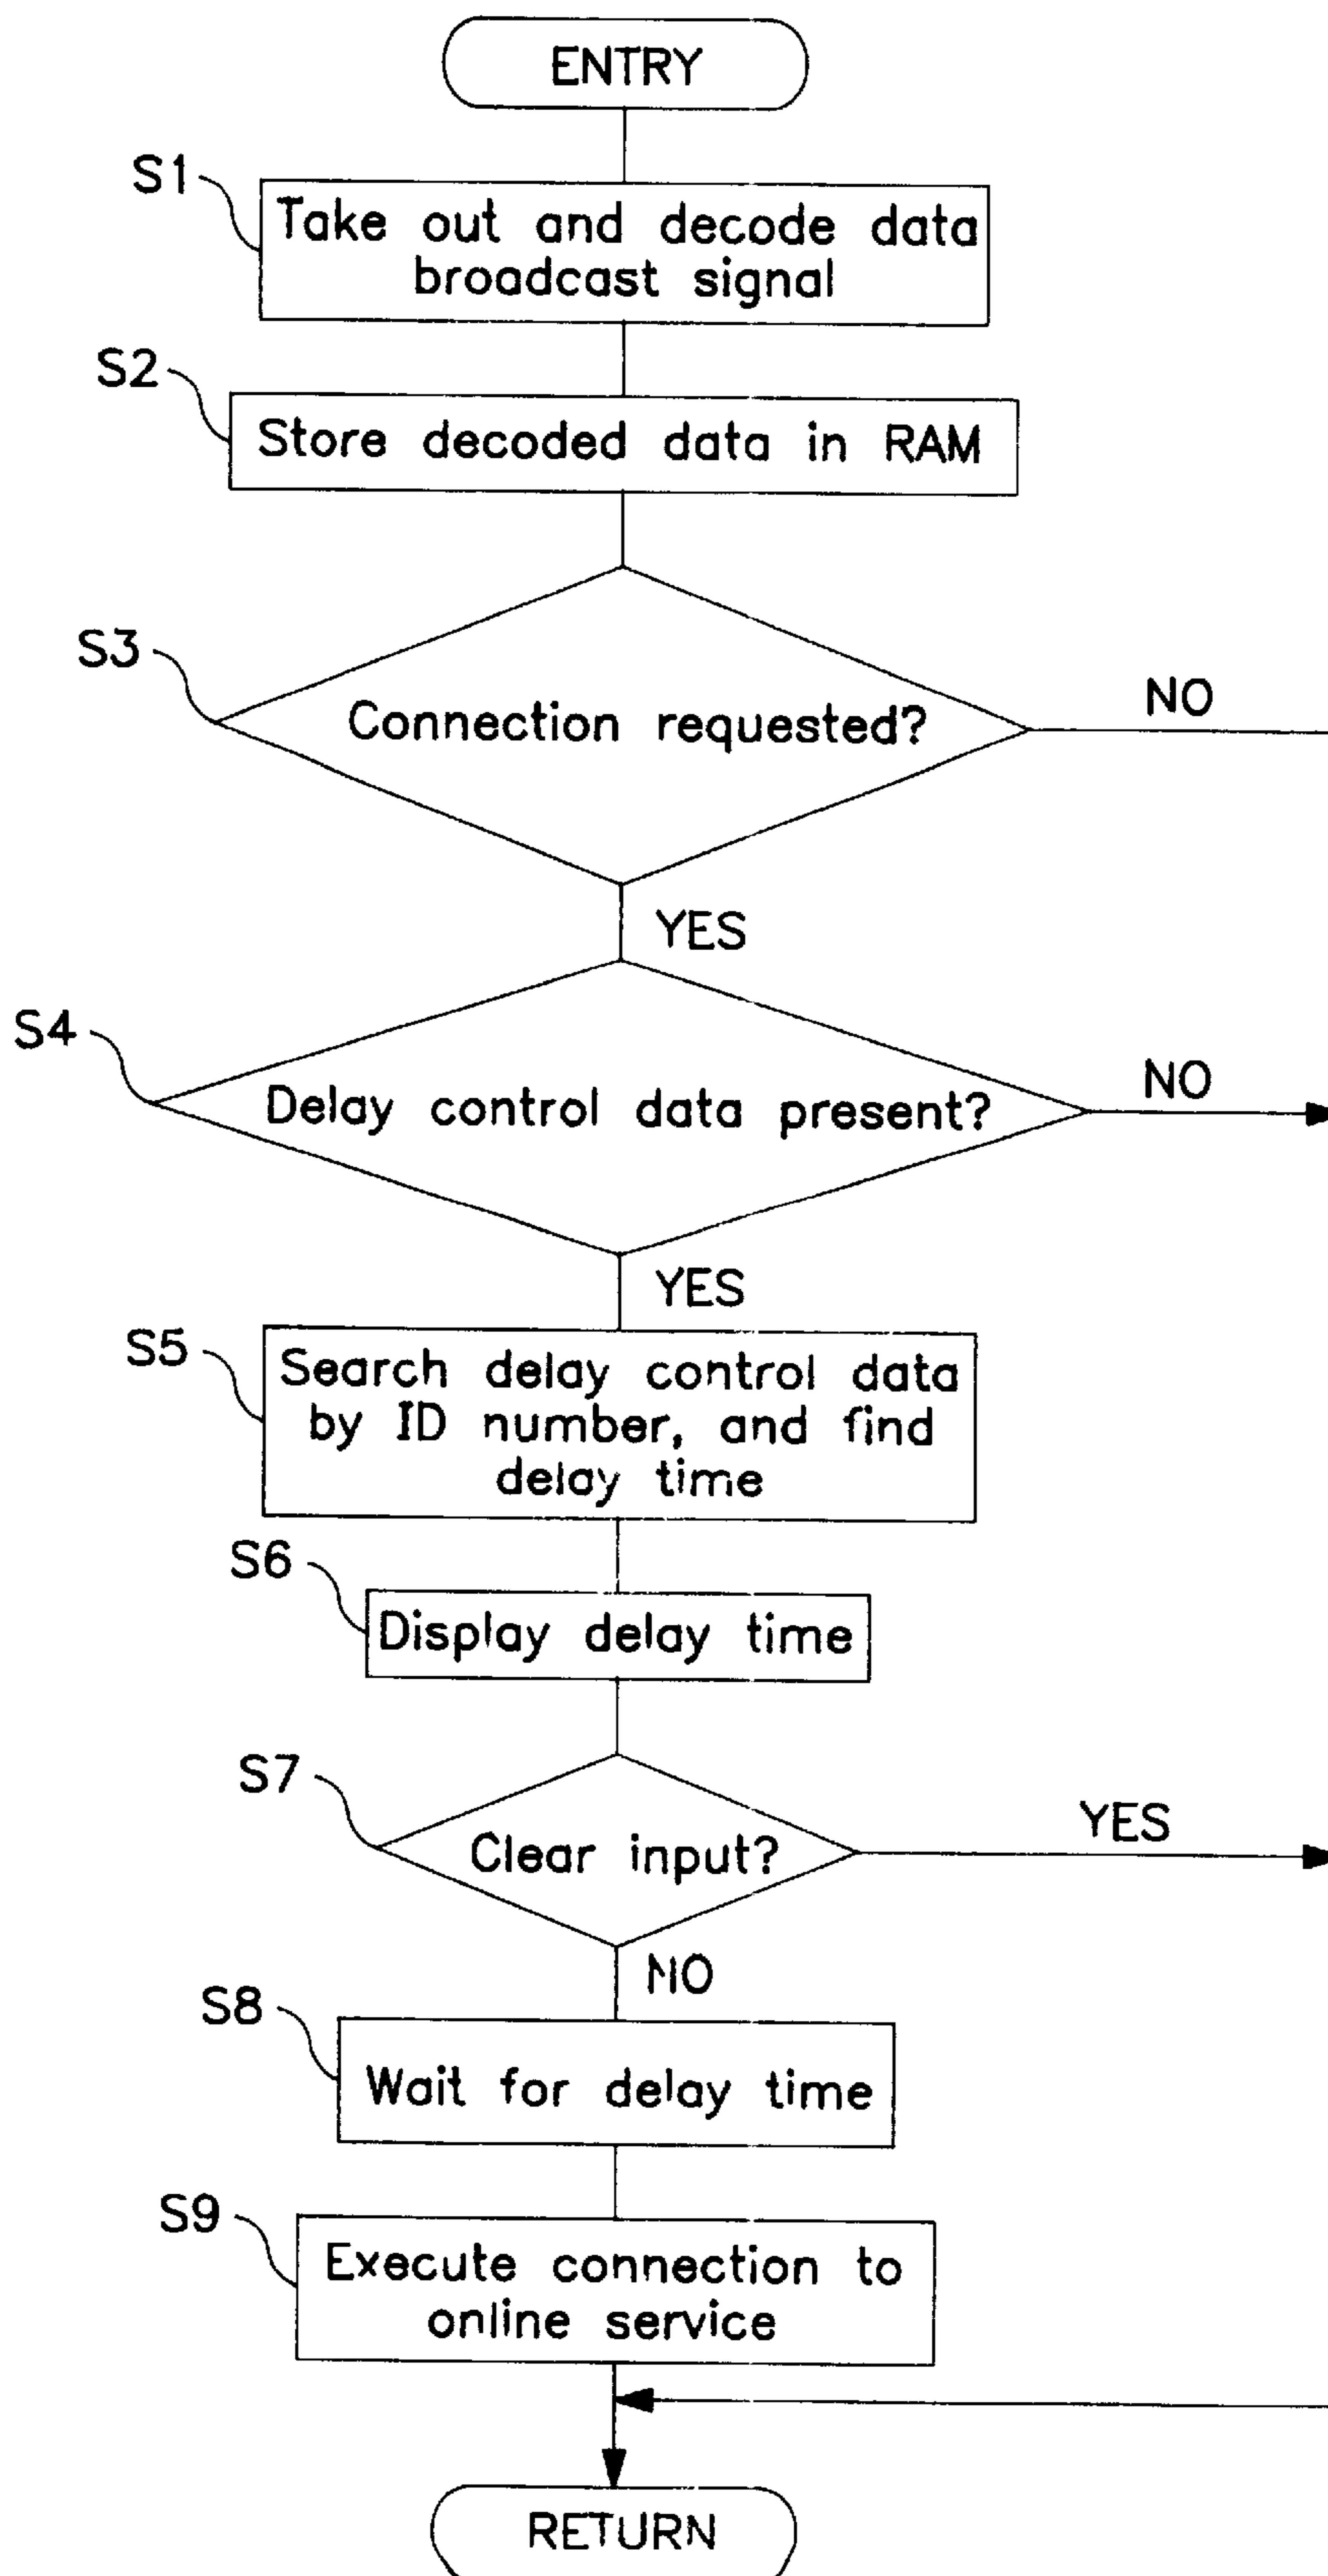 ENTRY
S1
Take out and decode data
broadcast signal
S2
Store decoded data in RAM
S3
Connection requested?
NO
YES
S4
Delay control data present?
NO
YES
S5
Search delay control data
by ID number, and find
delay time
S6
Display delay time
S7
Clear input?
YES
NO
S8
Wait for delay time
S9
Execute connection to
online service
RETURN